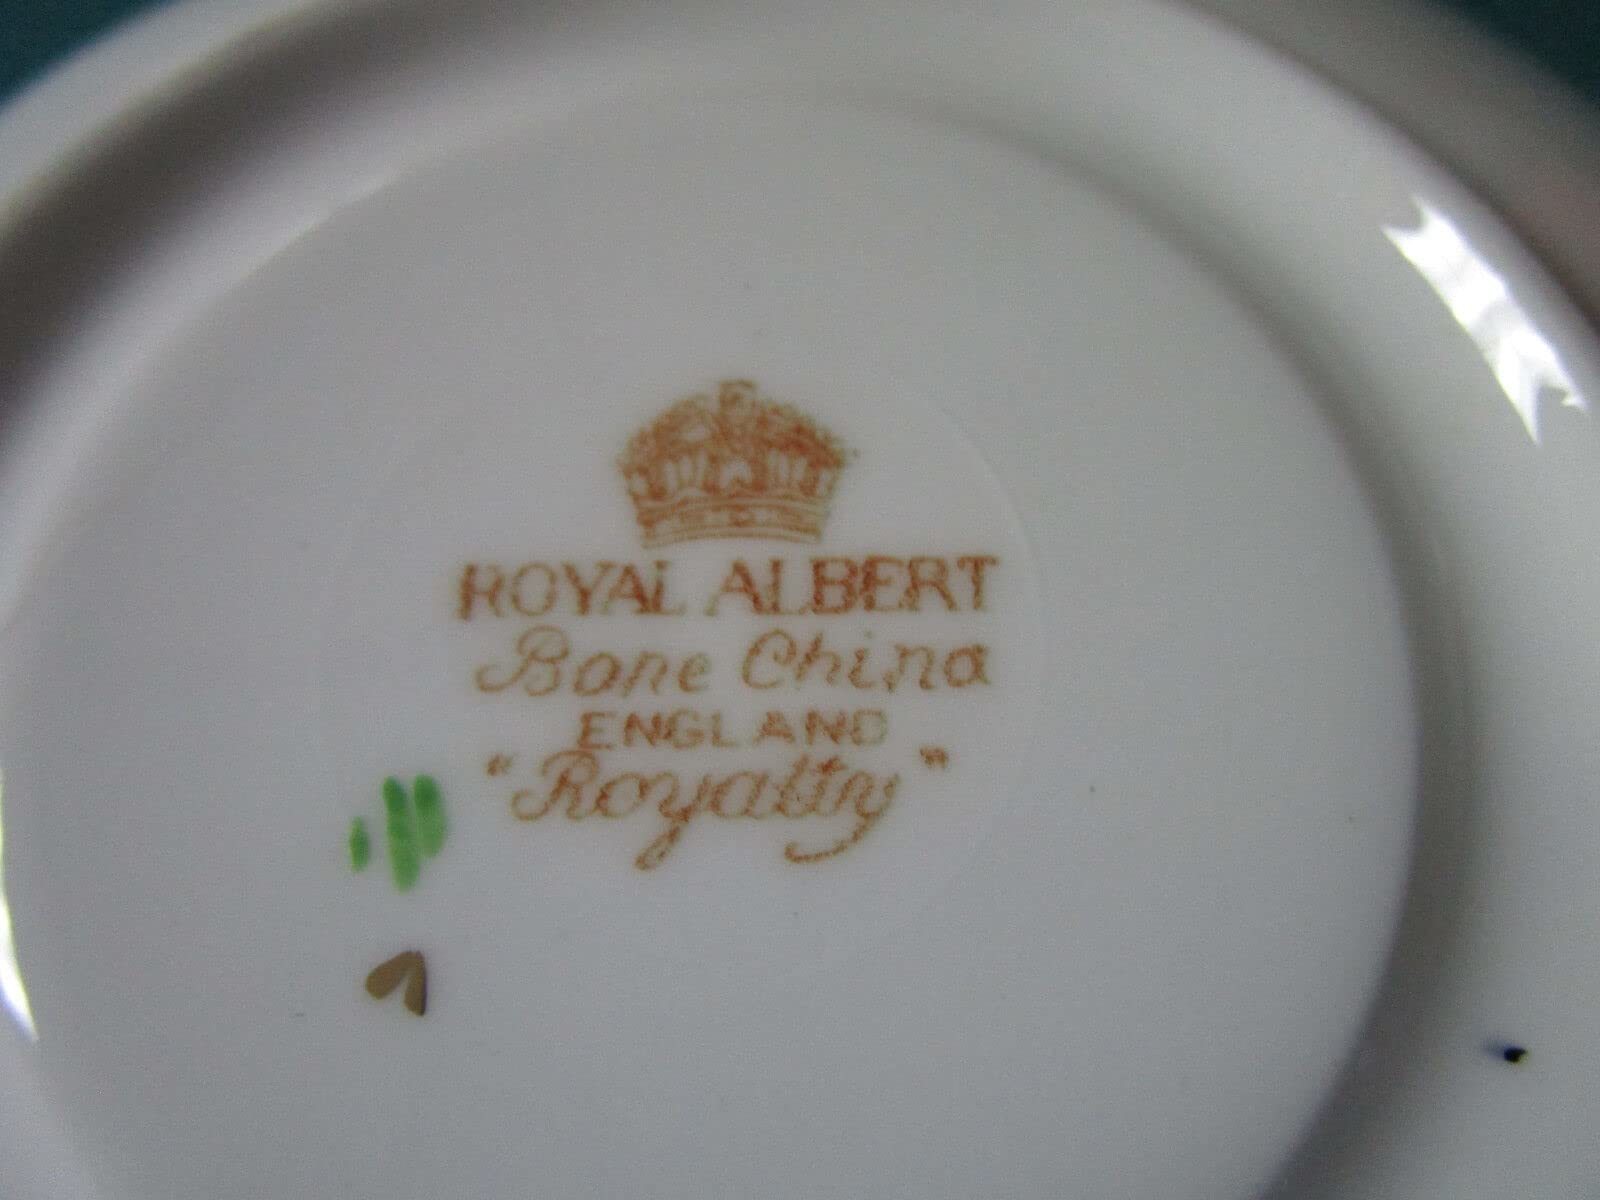 ROYAL ALBERT
Bone China
ENGLAND
"Royalty"